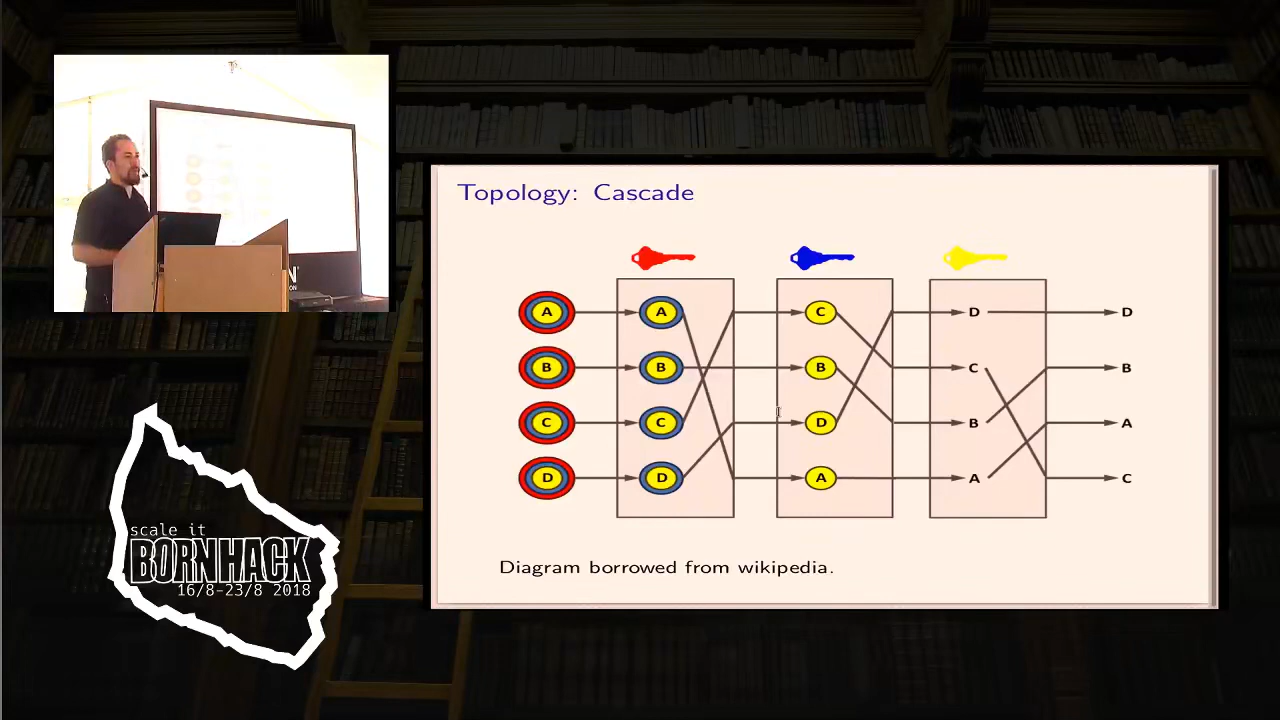 Topology: Cascade
A A C D D
B B B C B
C C D B A
D D A A C
Diagram borrowed from wikipedia.
scale it
BORNHACK
16/8-23/8 2018